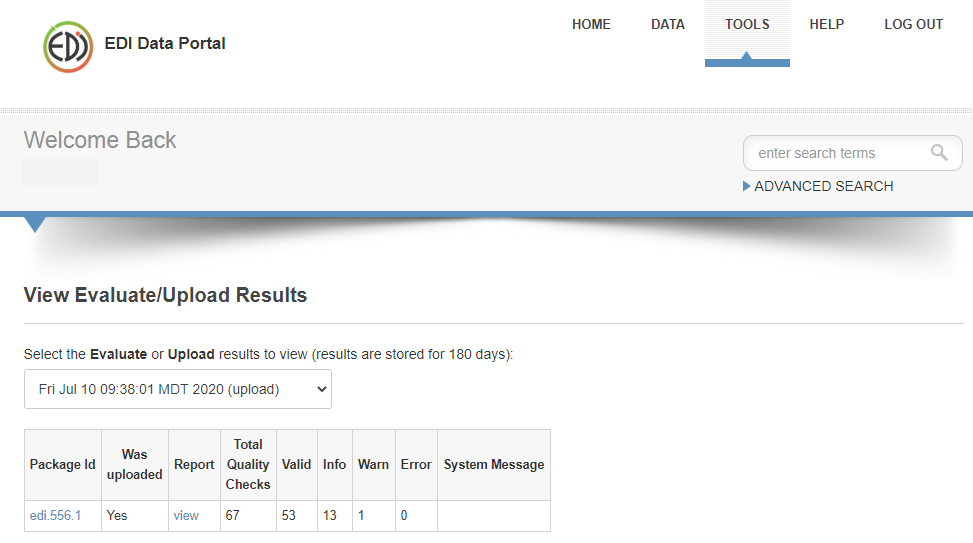 HOME DATA TOOLS HELP LOG OUT
EDI EDI Data Portal
Welcome Back
enter search terms
ADVANCED SEARCH
View Evaluate/Upload Results
Select the Evaluate or Upload results to view (results are stored for 180 days):
Fri Jul 10 09:38:01 MDT 2020 (upload)
Package Id Was uploaded Report Total Quality Checks Valid Info Warn Error System Message
edi.556.1 Yes view 67 53 13 1 0